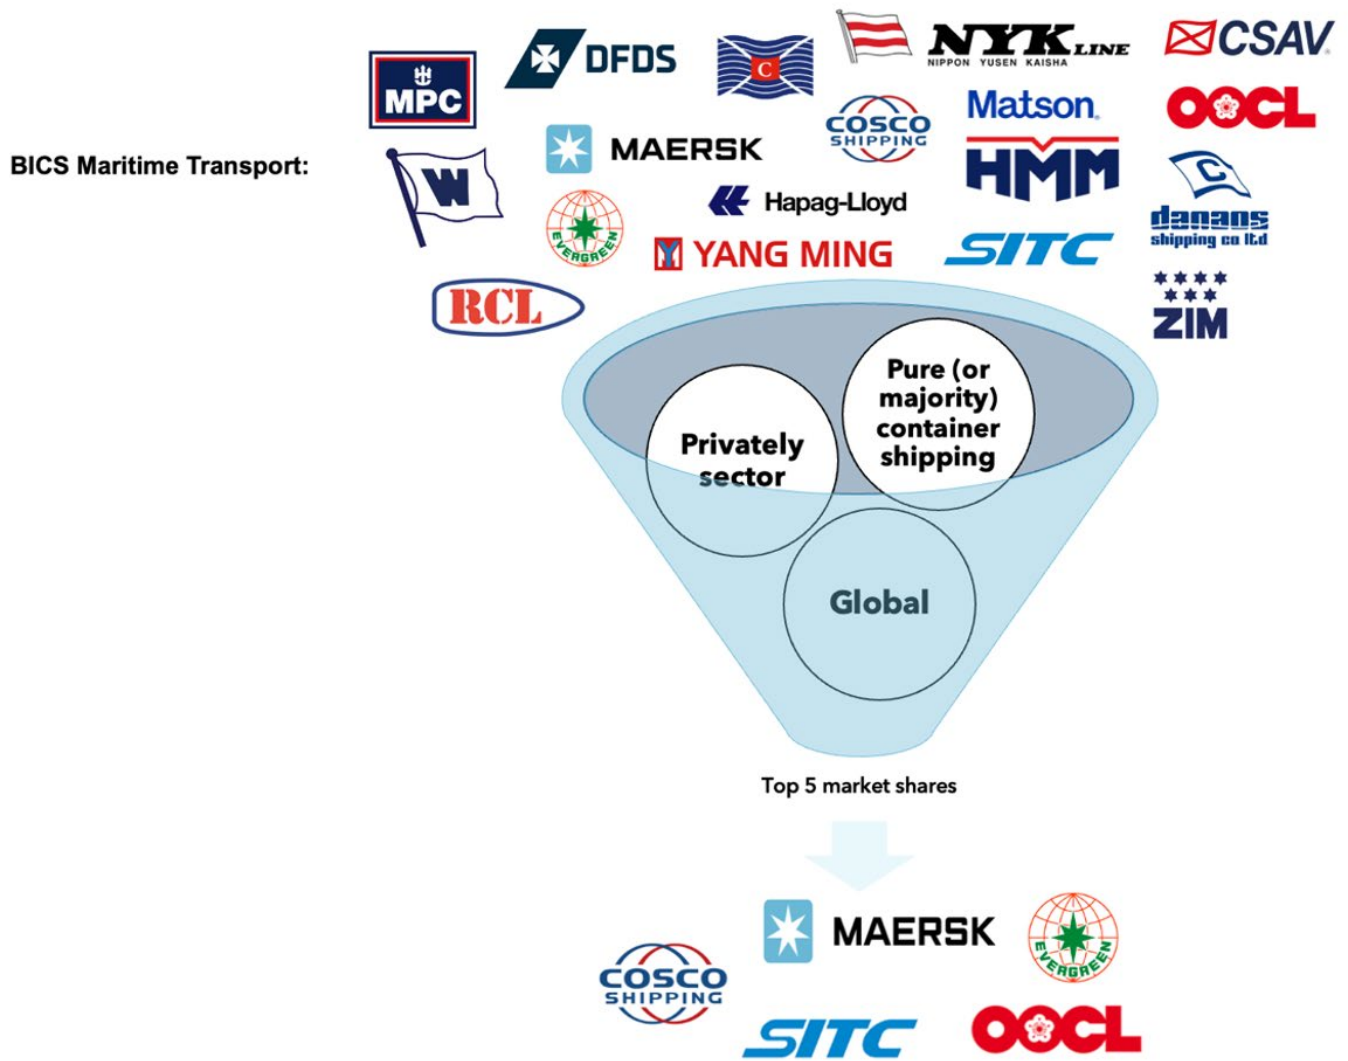 NYK LINE
NIPPON YUSEN KAISHA
CSAV
DFDS
C
MPC
Matson
OOCL
COSCO
SHIPPING
MAERSK
HMM
BICS Maritime Transport:
W
C
Hapag-Lloyd
danaos
shipping co ltd
EVERGREEN
YANG MING
SITC
RCL
ZIM
Pure (or
majority)
container
shipping
Privately
sector
Global
Top 5 market shares
MAERSK
EVERGREEN
COSCO
SHIPPING
SITC
OOCL